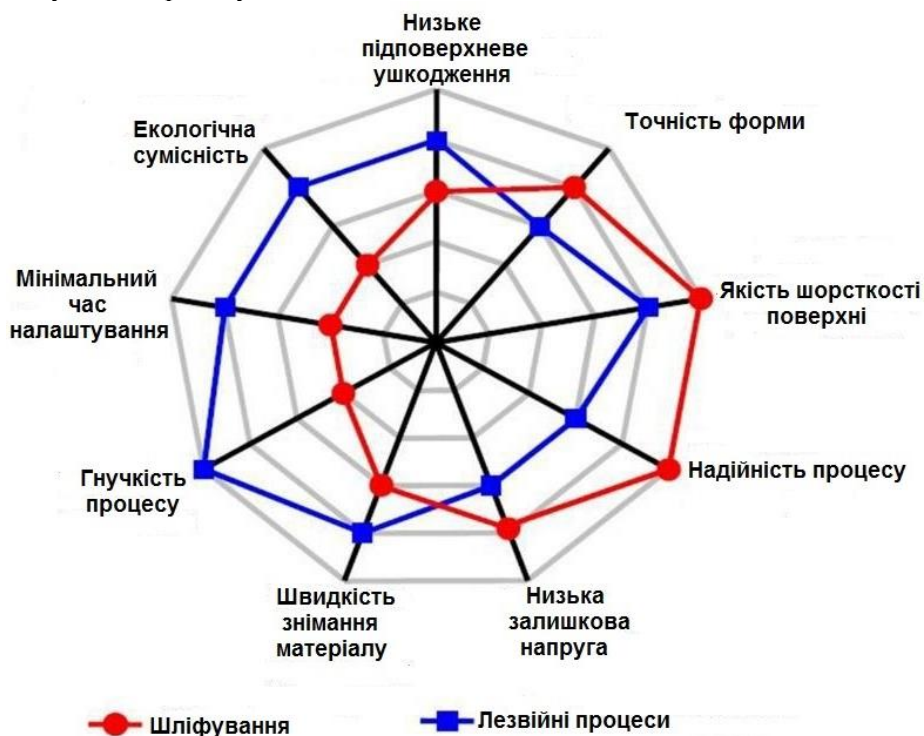 Низьке
підповерхневе
ушкодження
Точність форми
Якість шорсткості
поверхні
Надійність процесу
Низька
залишкова
напруга
Швидкість
знімання
матеріалу
Гнучкість
процесу
Мінімальний
час
налаштування
Екологічна
сумісність
Шліфування
Лезвійні процеси